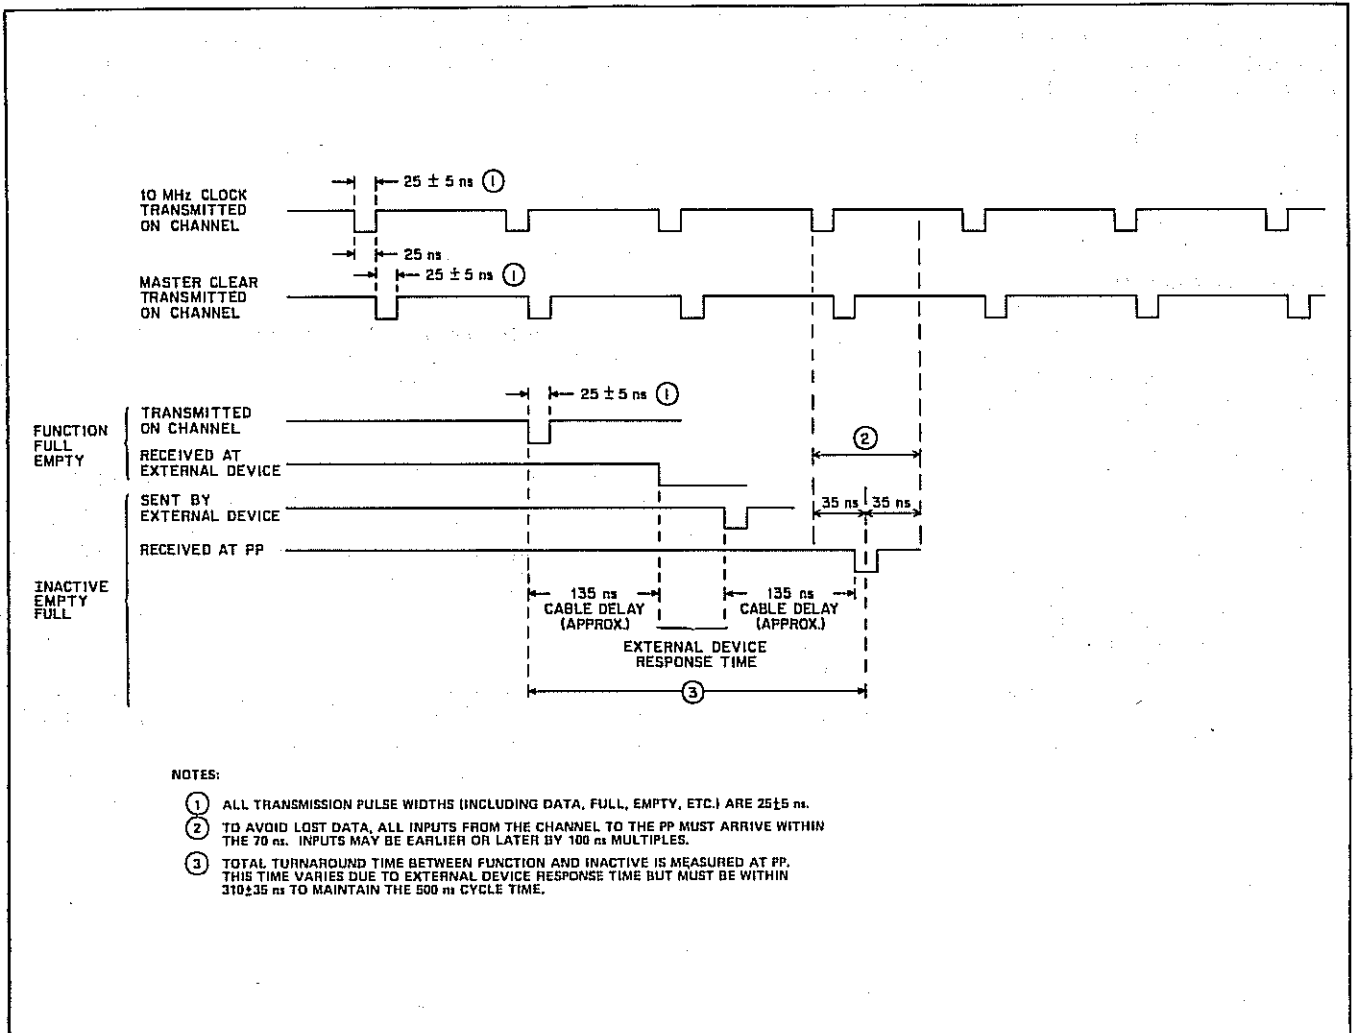 25 ± 5 ns 1
10 MHz CLOCK
TRANSMITTED
ON CHANNEL
25 ns
25 ± 5 ns 1
MASTER CLEAR
TRANSMITTED
ON CHANNEL
25 ± 5 ns 1
FUNCTION
FULL
EMPTY
TRANSMITTED
ON CHANNEL
2
RECEIVED AT
EXTERNAL DEVICE
SENT BY
EXTERNAL DEVICE
35 ns 35 ns
RECEIVED AT PP
INACTIVE
EMPTY
FULL
135 ns
CABLE DELAY
(APPROX.)
135 ns
CABLE DELAY
(APPROX.)
EXTERNAL DEVICE
RESPONSE TIME
3
NOTES:
1 ALL TRANSMISSION PULSE WIDTHS (INCLUDING DATA, FULL, EMPTY, ETC.) ARE 25±5 ns.
2 TO AVOID LOST DATA, ALL INPUTS FROM THE CHANNEL TO THE PP MUST ARRIVE WITHIN
THE 70 ns. INPUTS MAY BE EARLIER OR LATER BY 100 ns MULTIPLES.
3 TOTAL TURNAROUND TIME BETWEEN FUNCTION AND INACTIVE IS MEASURED AT PP.
THIS TIME VARIES DUE TO EXTERNAL DEVICE RESPONSE TIME BUT MUST BE WITHIN
310±35 ns TO MAINTAIN THE 500 ns CYCLE TIME.